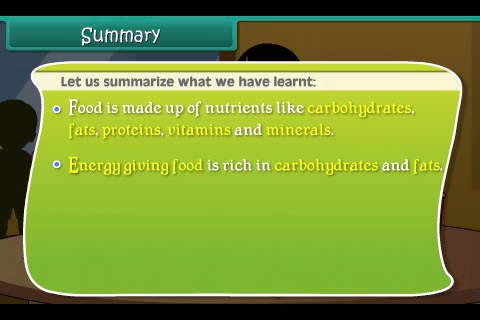 Summary
Let us summarize what we have learnt:
Food is made up of nutrients like carbohydrates,
fats, proteins, vitamins and minerals.
Energy giving food is rich in carbohydrates and fats.